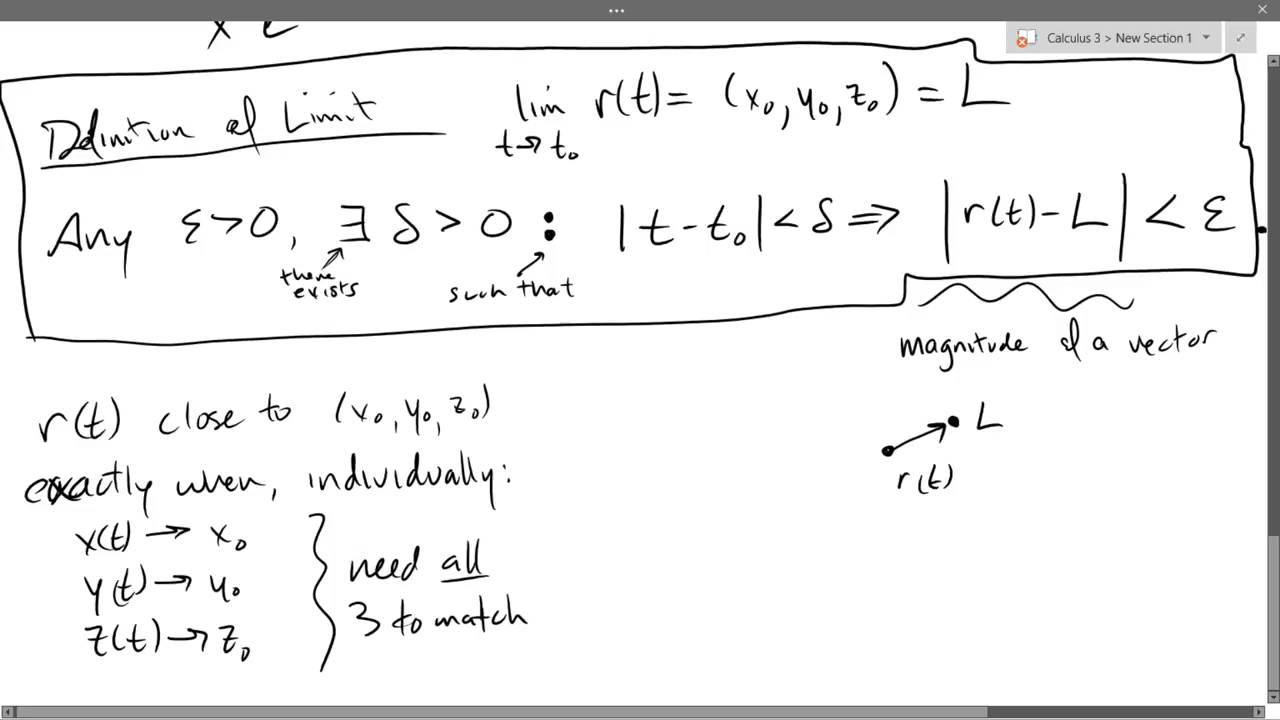 Calculus 3 > New Section 1
Definition of Limit
lim r(t) = (x₀, y₀, z₀) = L
t→t₀
Any ε>0, ∃ δ > 0 : |t-t₀| < δ ⇒ |r(t) - L| < ε
there exists
such that
magnitude of a vector
r(t) close to (x₀, y₀, z₀)
L
exactly when, individually:
r(t)
x(t) → x₀
y(t) → y₀
z(t) → z₀
need all
3 to match